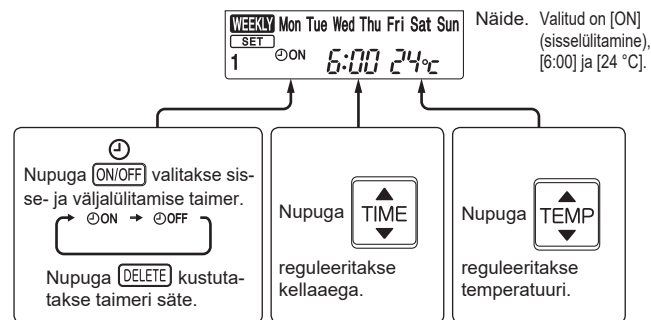 WEEKLY Mon Tue Wed Thu Fri Sat Sun
SET
1 ON 6:00 24°C
Näide. Valitud on [ON]
(sisselülitamine),
[6:00] ja [24 °C].
Nupuga ON/OFF valitakse sis-
se- ja väljalülitamise taimer.
ON → OFF
Nupuga DELETE kustuta-
takse taimeri säte.
Nupuga ▲ TIME ▼
reguleeritakse
kellaaega.
Nupuga ▲ TEMP ▼
reguleeritakse
temperatuuri.